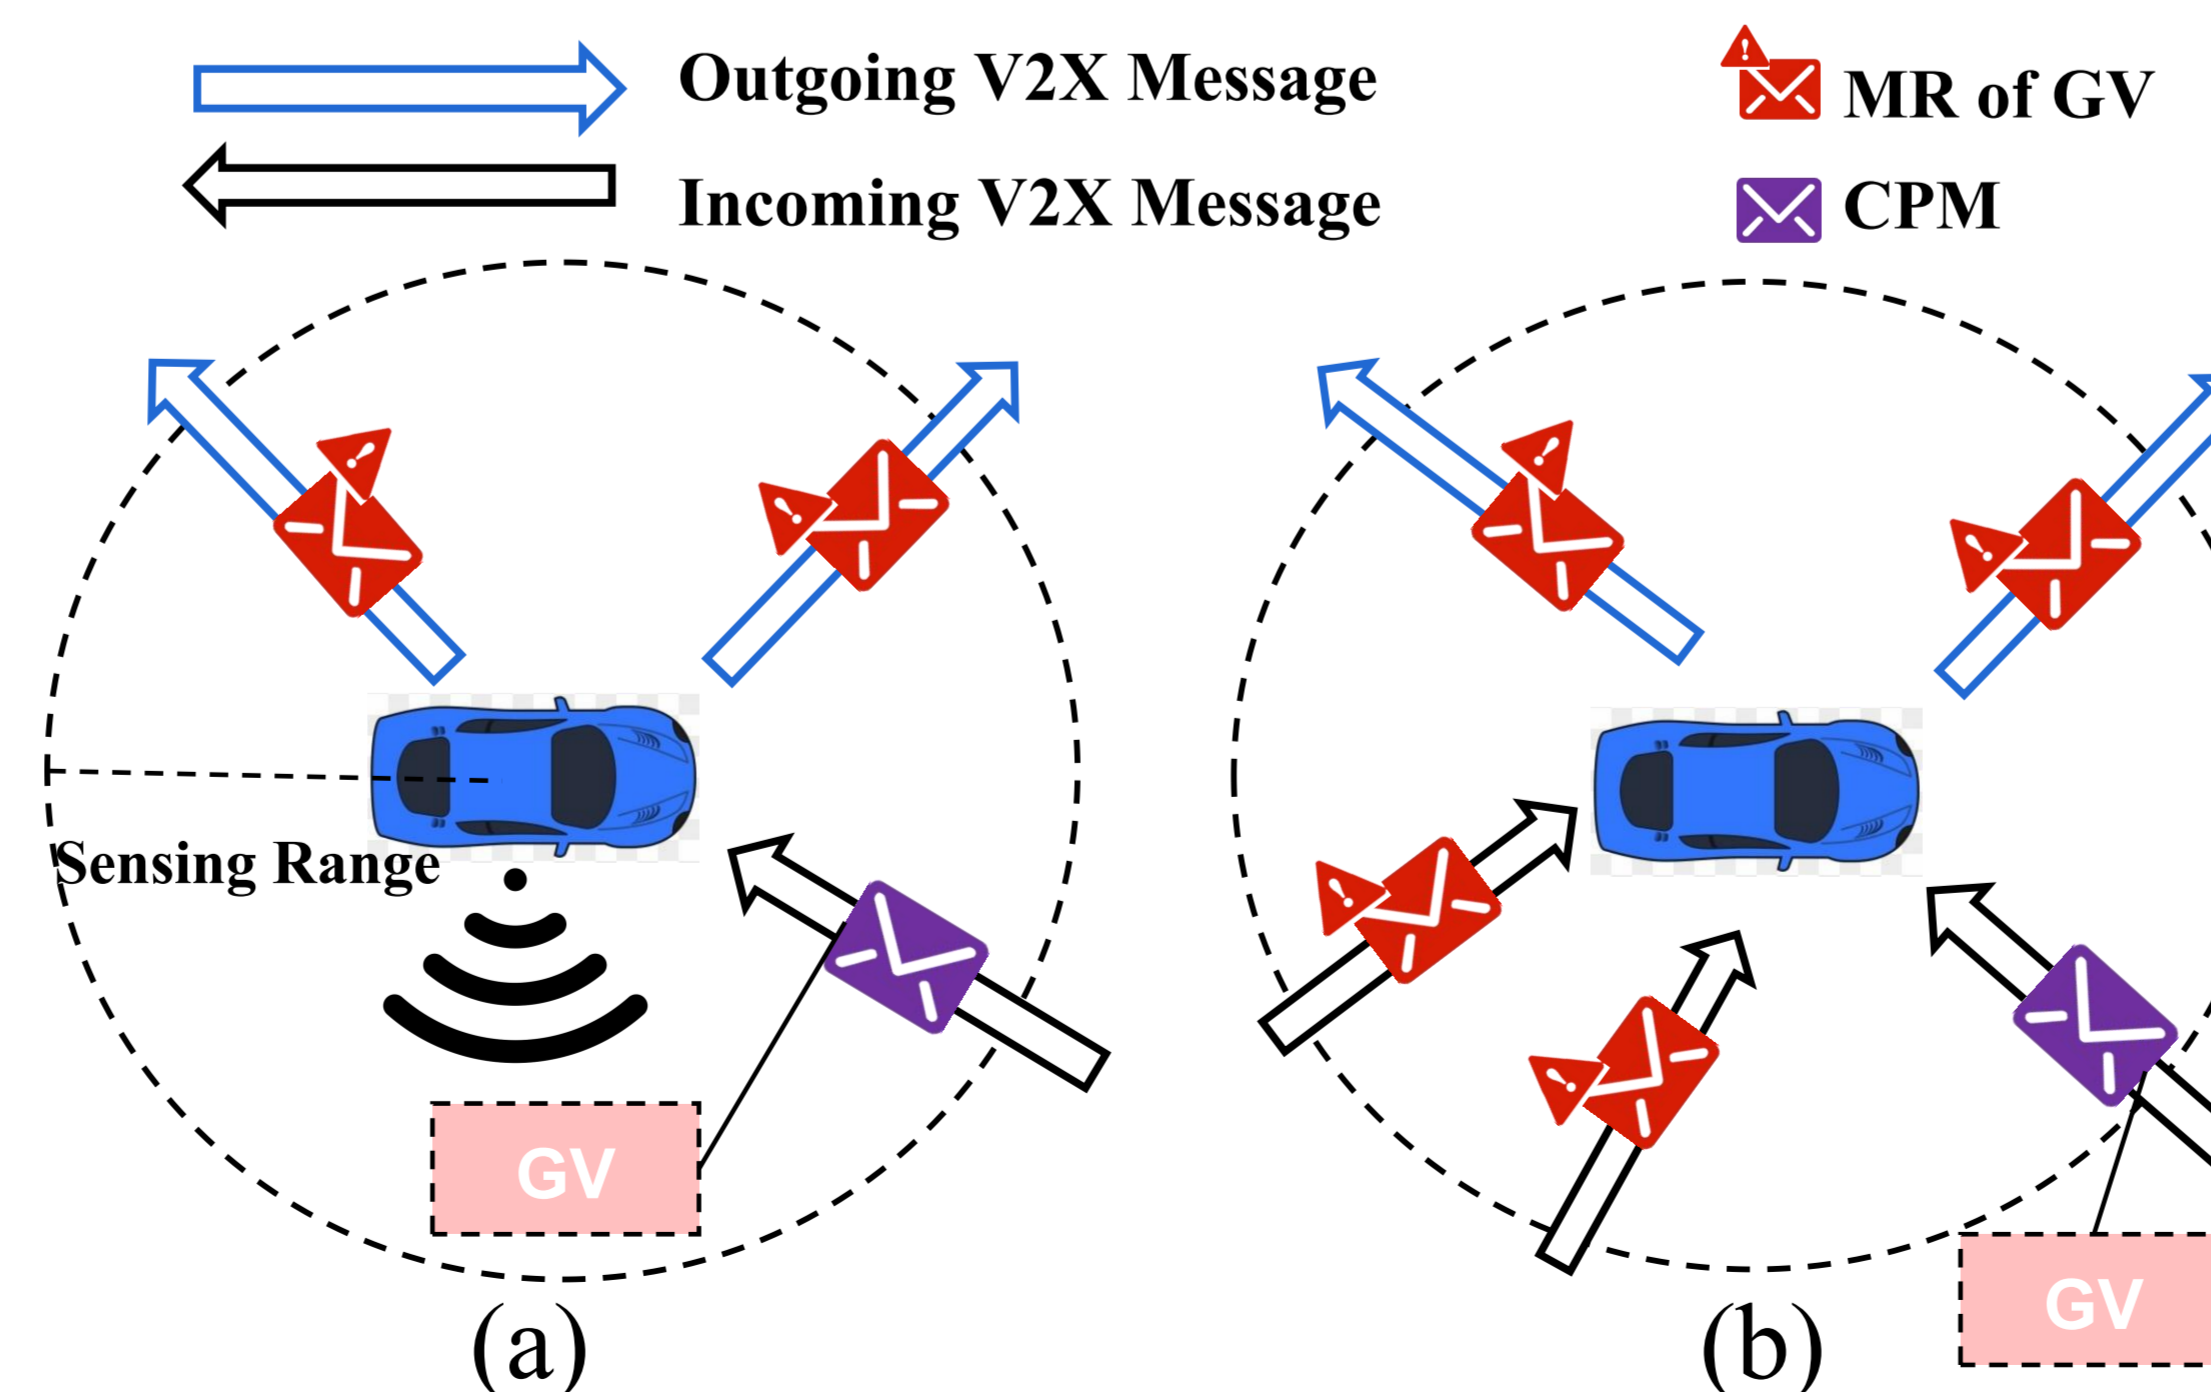 Outgoing V2X Message
MR of GV
Incoming V2X Message
CPM
Sensing Range
GV
GV
(a)
(b)